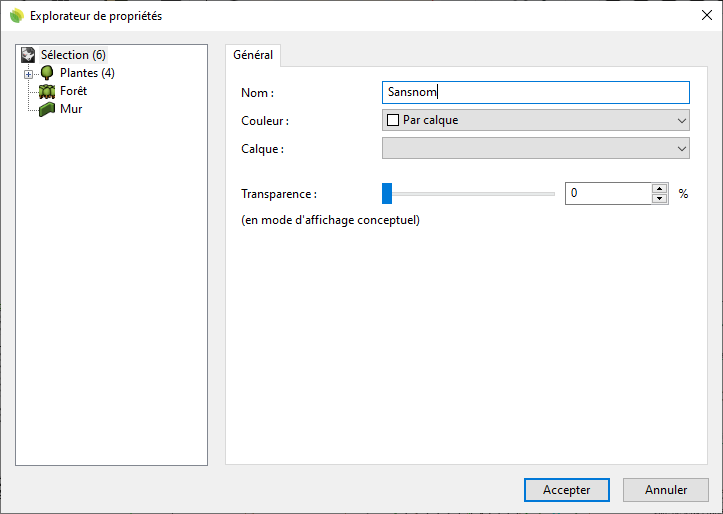 Explorateur de propriétés
Sélection (6)
Plantes (4)
Forêt
Mur
Général
Nom :
Sansnom
Couleur :
Par calque
Calque :
Transparence :
0
%
(en mode d'affichage conceptuel)
Accepter
Annuler